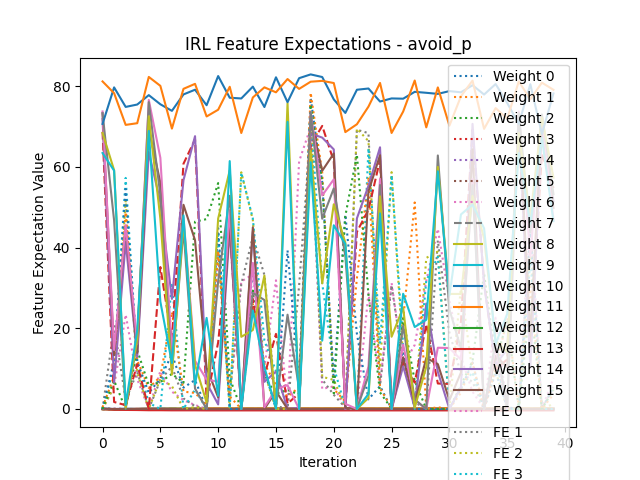 IRL Feature Expectations - avoid_p
Feature Expectation Value
80
60
40
20
0
0
5
10
15
20
25
30
35
40
Iteration
Weight 0
Weight 1
Weight 2
Weight 3
Weight 4
Weight 5
Weight 6
Weight 7
Weight 8
Weight 9
Weight 10
Weight 11
Weight 12
Weight 13
Weight 14
Weight 15
FE 0
FE 1
FE 2
FE 3